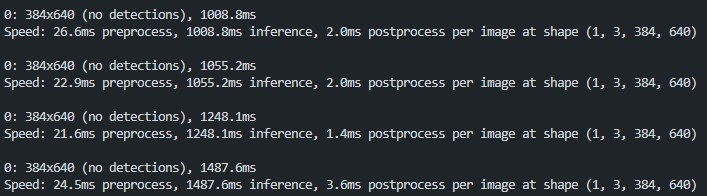 0: 384x640 (no detections), 1008.8ms
Speed: 26.6ms preprocess, 1008.8ms inference, 2.0ms postprocess per image at shape (1, 3, 384, 640)
0: 384x640 (no detections), 1055.2ms
Speed: 22.9ms preprocess, 1055.2ms inference, 2.0ms postprocess per image at shape (1, 3, 384, 640)
0: 384x640 (no detections), 1248.1ms
Speed: 21.6ms preprocess, 1248.1ms inference, 1.4ms postprocess per image at shape (1, 3, 384, 640)
0: 384x640 (no detections), 1487.6ms
Speed: 24.5ms preprocess, 1487.6ms inference, 3.6ms postprocess per image at shape (1, 3, 384, 640)